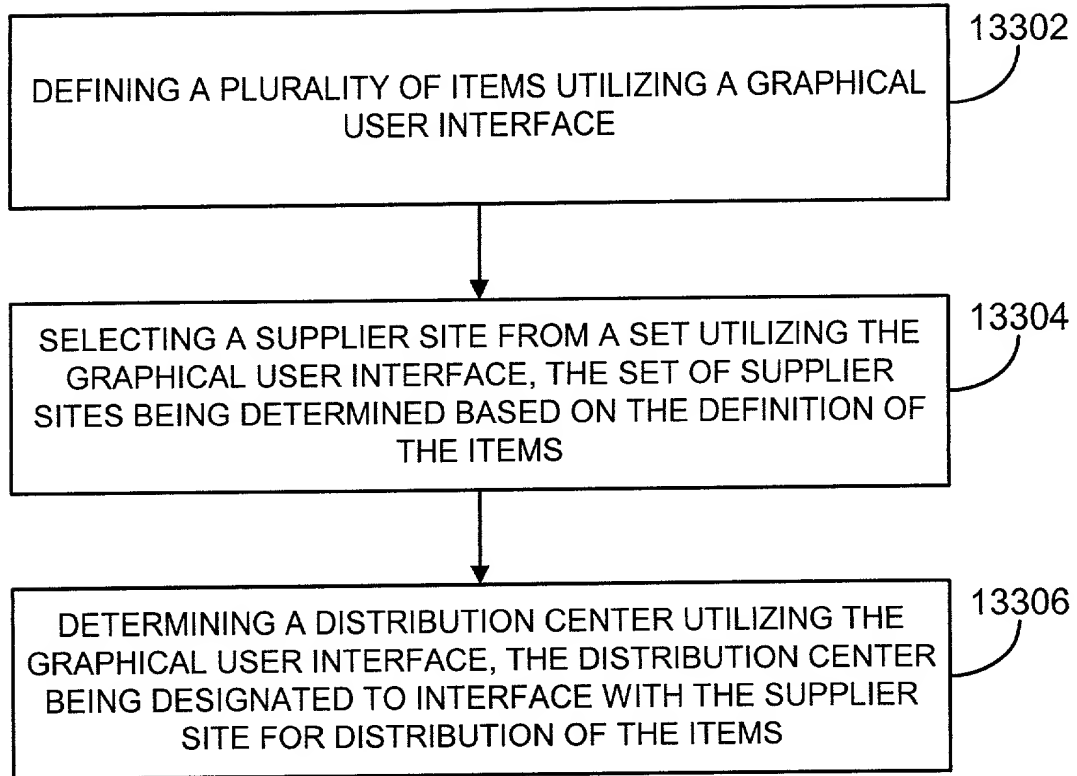 13302
DEFINING A PLURALITY OF ITEMS UTILIZING A GRAPHICAL
USER INTERFACE
13304
SELECTING A SUPPLIER SITE FROM A SET UTILIZING THE
GRAPHICAL USER INTERFACE, THE SET OF SUPPLIER
SITES BEING DETERMINED BASED ON THE DEFINITION OF
THE ITEMS
13306
DETERMINING A DISTRIBUTION CENTER UTILIZING THE
GRAPHICAL USER INTERFACE, THE DISTRIBUTION CENTER
BEING DESIGNATED TO INTERFACE WITH THE SUPPLIER
SITE FOR DISTRIBUTION OF THE ITEMS